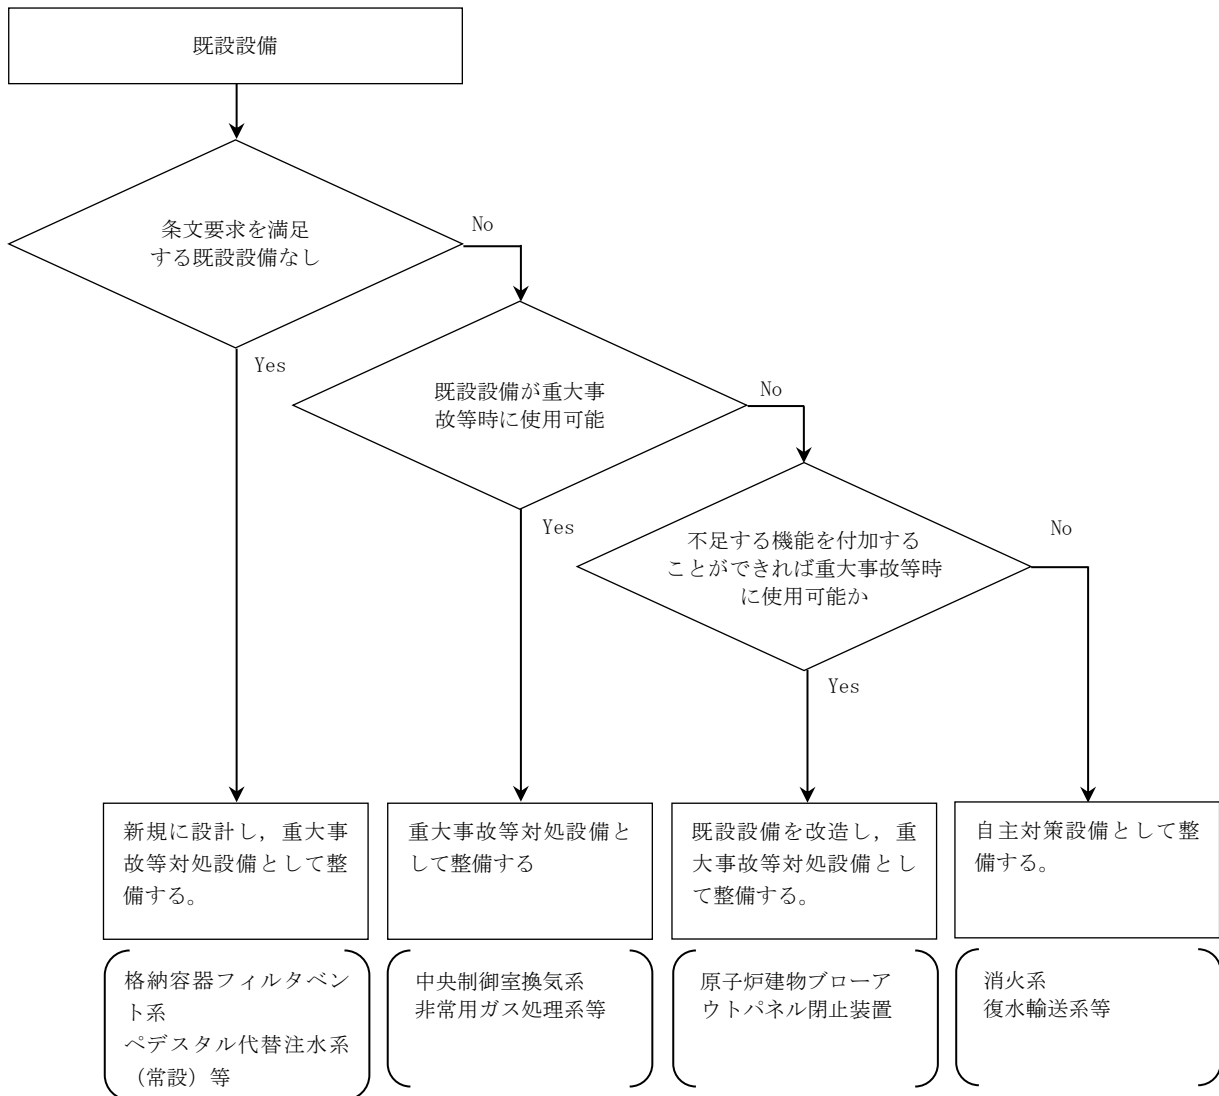 既設設備
条文要求を満足
する既設設備なし
No
Yes
既設設備が重大事
故等時に使用可能
No
Yes
不足する機能を付加する
ことができれば重大事故等時
に使用可能か
No
Yes
新規に設計し，重大事
故等対処設備として整
備する。
重大事故等対処設備と
して整備する
既設設備を改造し，重
大事故等対処設備とし
て整備する。
自主対策設備として整
備する。
格納容器フィルタベン
ト系
ペデスタル代替注水系
（常設）等
中央制御室換気系
非常用ガス処理系等
原子炉建物ブローア
ウトパネル閉止装置
消火系
復水輸送系等